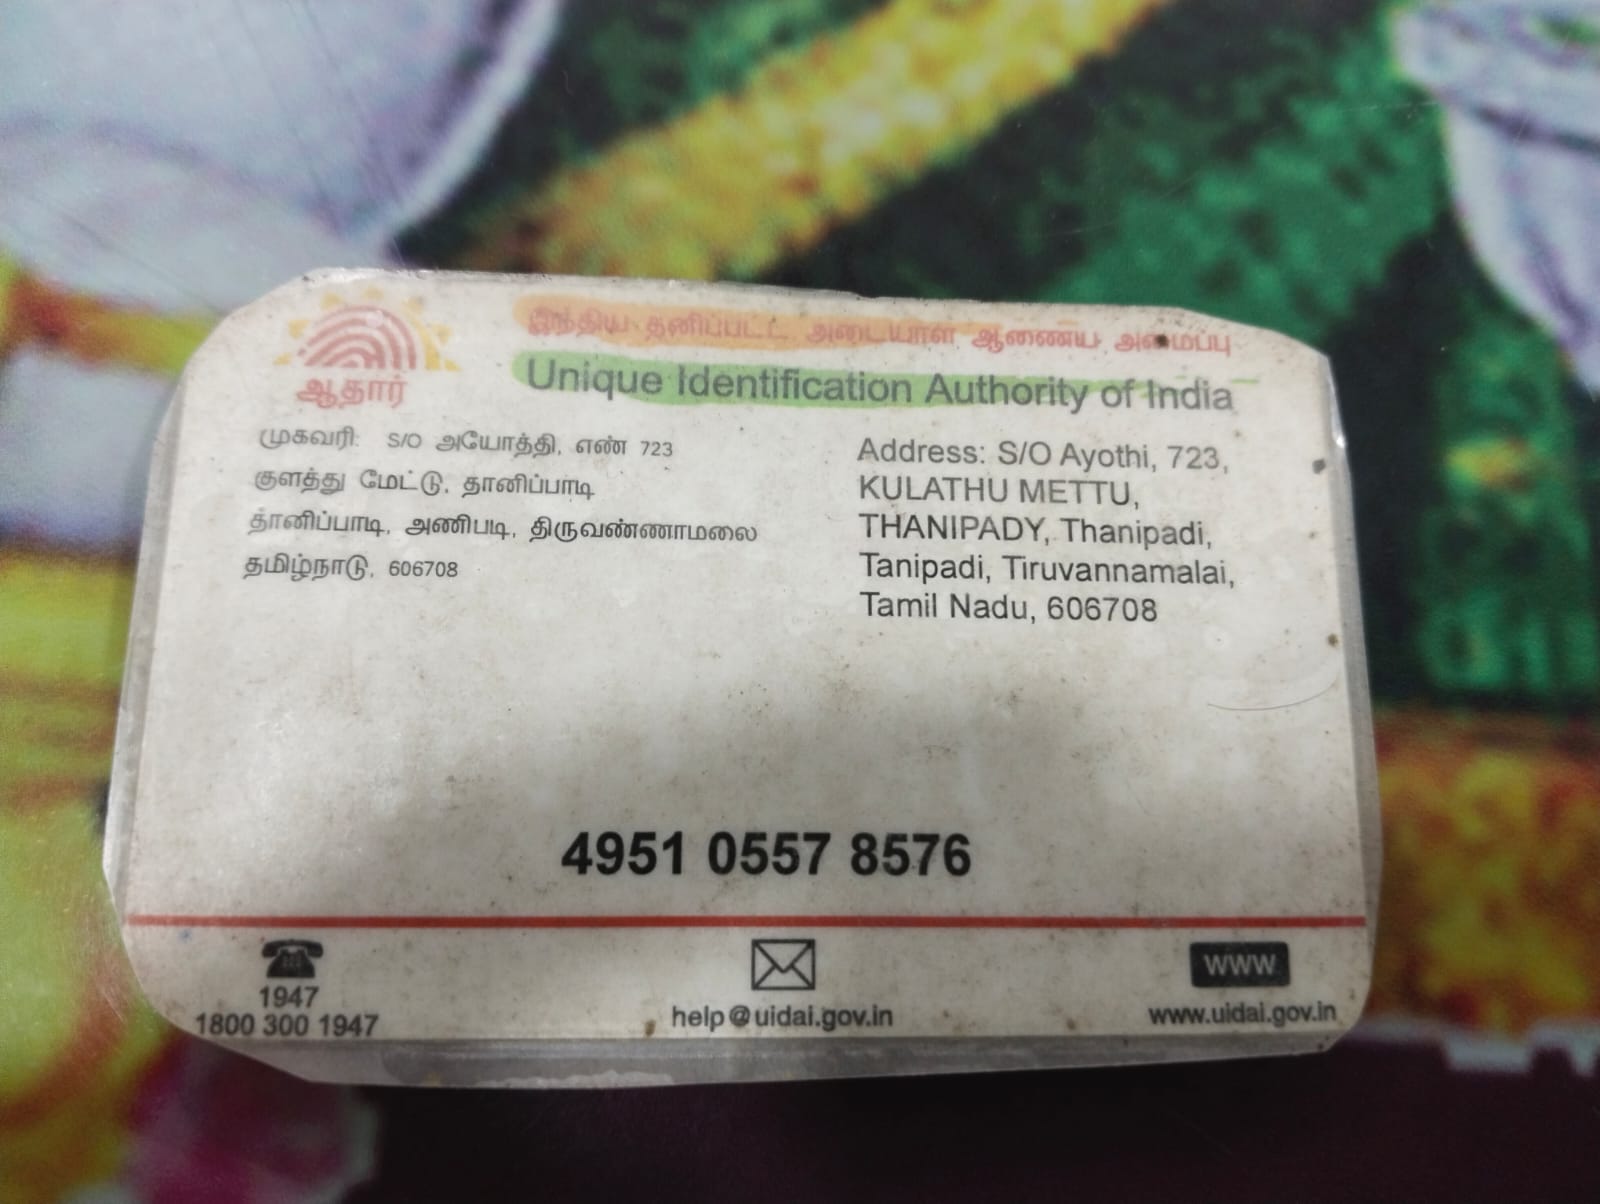 இந்திய தனிப்பட்ட அடையாள ஆணைய அமைப்பு
Unique Identification Authority of India
ஆதார்
முகவரி: S/O அயோத்தி, எண் 723
குளத்து மேட்டு, தானிப்பாடி
தானிப்பாடி, அணிபடி, திருவண்ணாமலை
தமிழ்நாடு, 606708
Address: S/O Ayothi, 723,
KULATHU METTU,
THANIPADY, Thanipadi,
Tanipadi, Tiruvannamalai,
Tamil Nadu, 606708
4951 0557 8576
1947
1800 300 1947
help@uidai.gov.in
WWW
www.uidai.gov.in